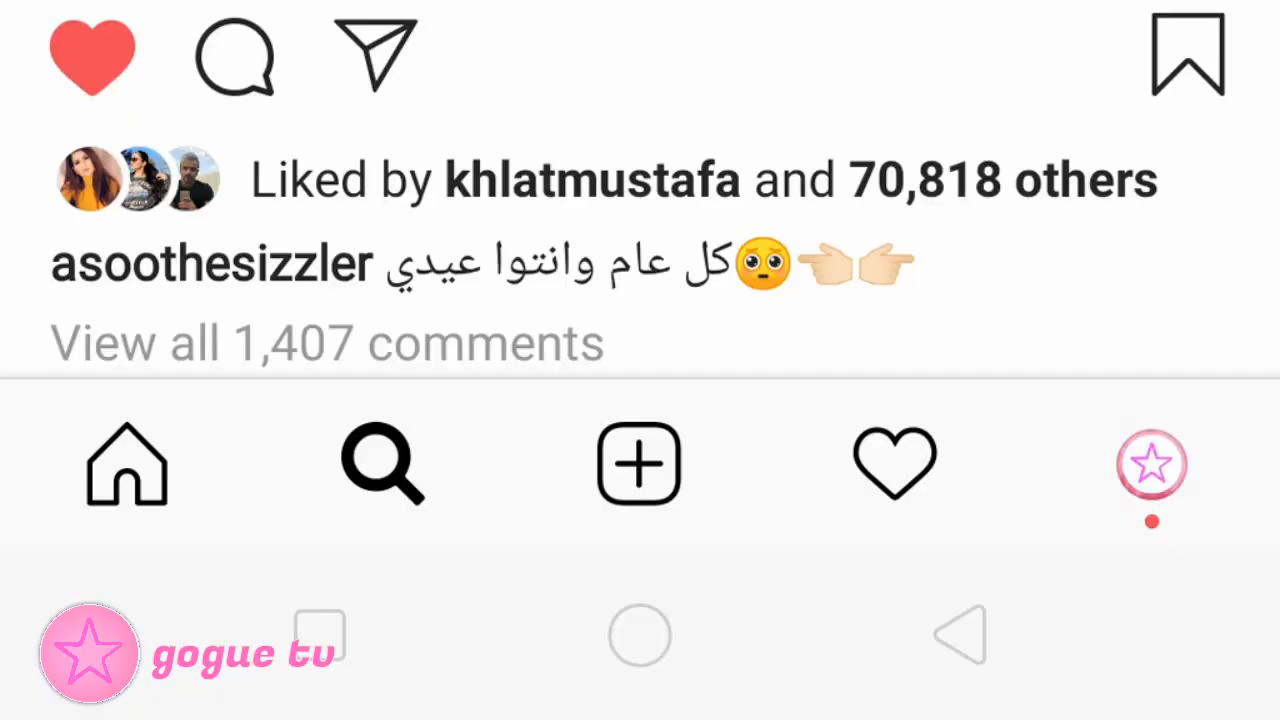 Liked by khlatmustafa and 70,818 others
asoothesizzler كل عام وانتوا عيدي🥺👈🏻👉🏻
View all 1,407 comments
gogue tv